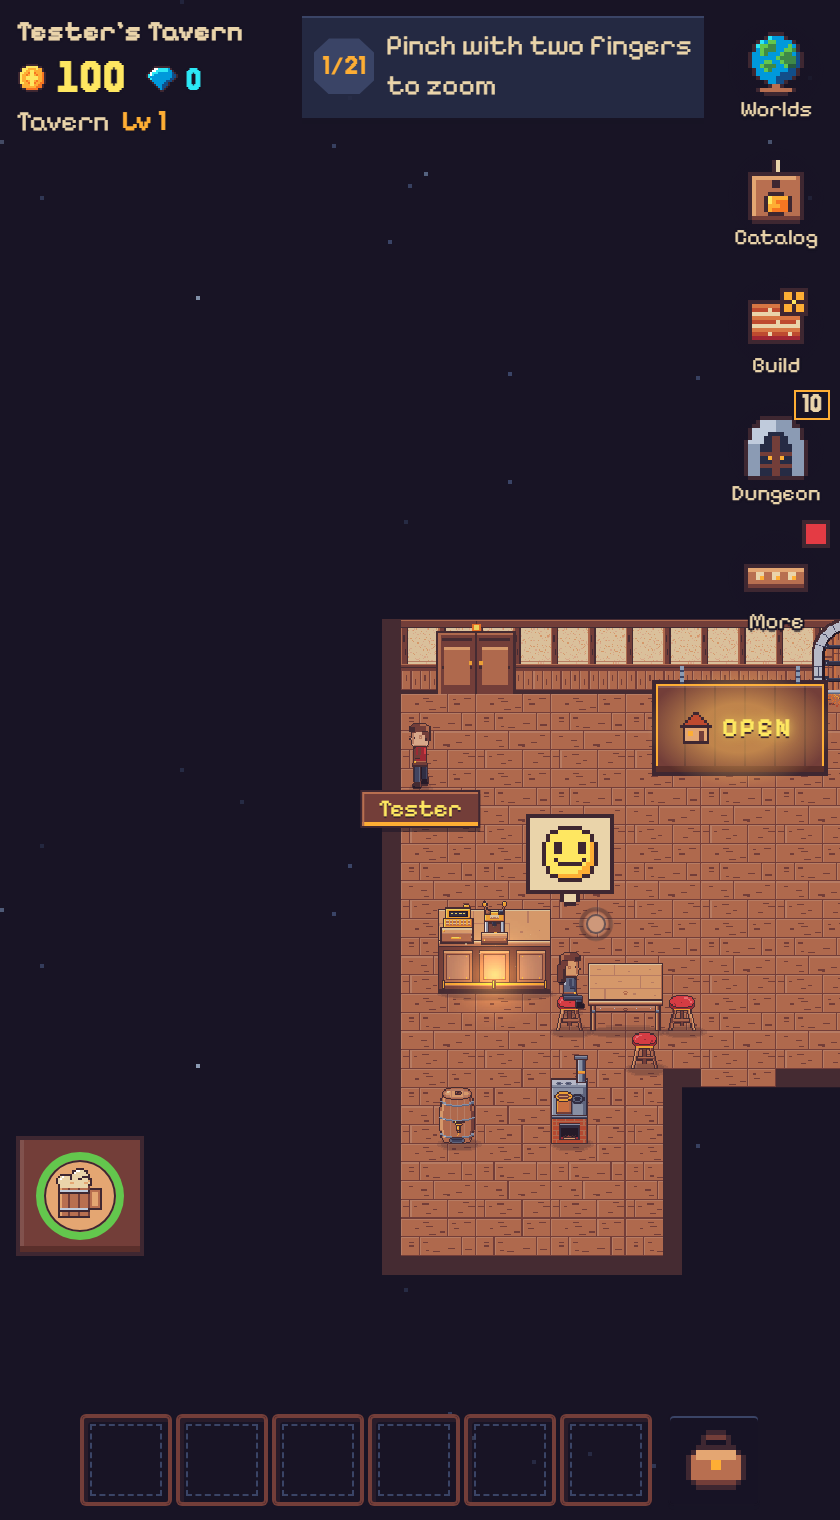 Tester's Tavern
100
0
Tavern Lv 1
1/21
Pinch with two fingers
to zoom
Worlds
Catalog
Build
10
Dungeon
More
OPEN
Tester